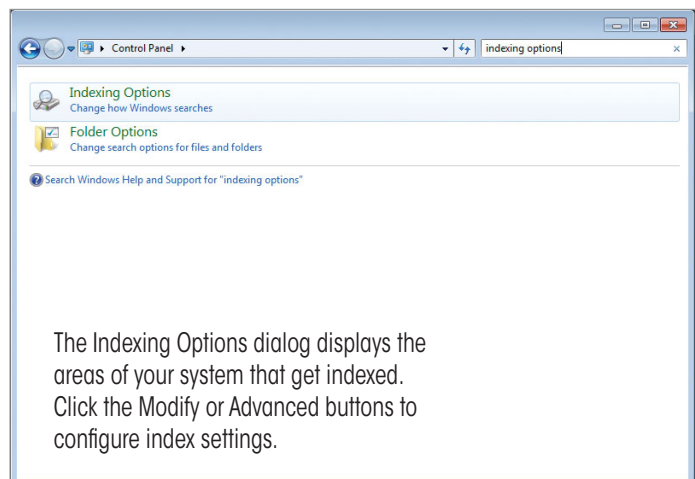 Control Panel
indexing options
Indexing Options
Change how Windows searches
Folder Options
Change search options for files and folders
Search Windows Help and Support for "indexing options"
The Indexing Options dialog displays the
areas of your system that get indexed.
Click the Modify or Advanced buttons to
configure index settings.